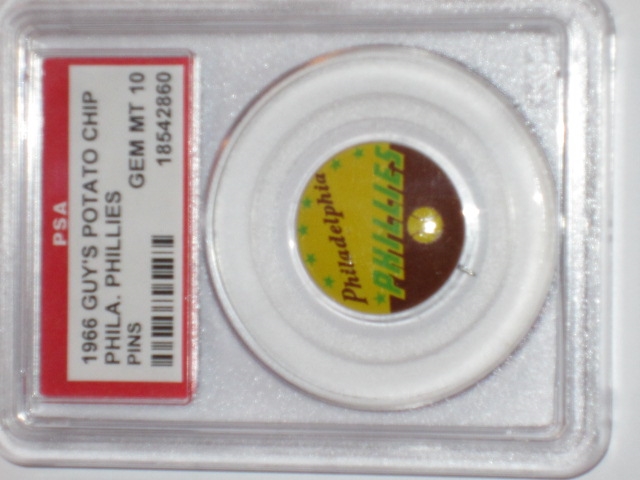 PSA
1966 GUY'S POTATO CHIP
PHILA. PHILLIES
GEM MT 10
PINS
18542860
Philadelphia
PHILLIES